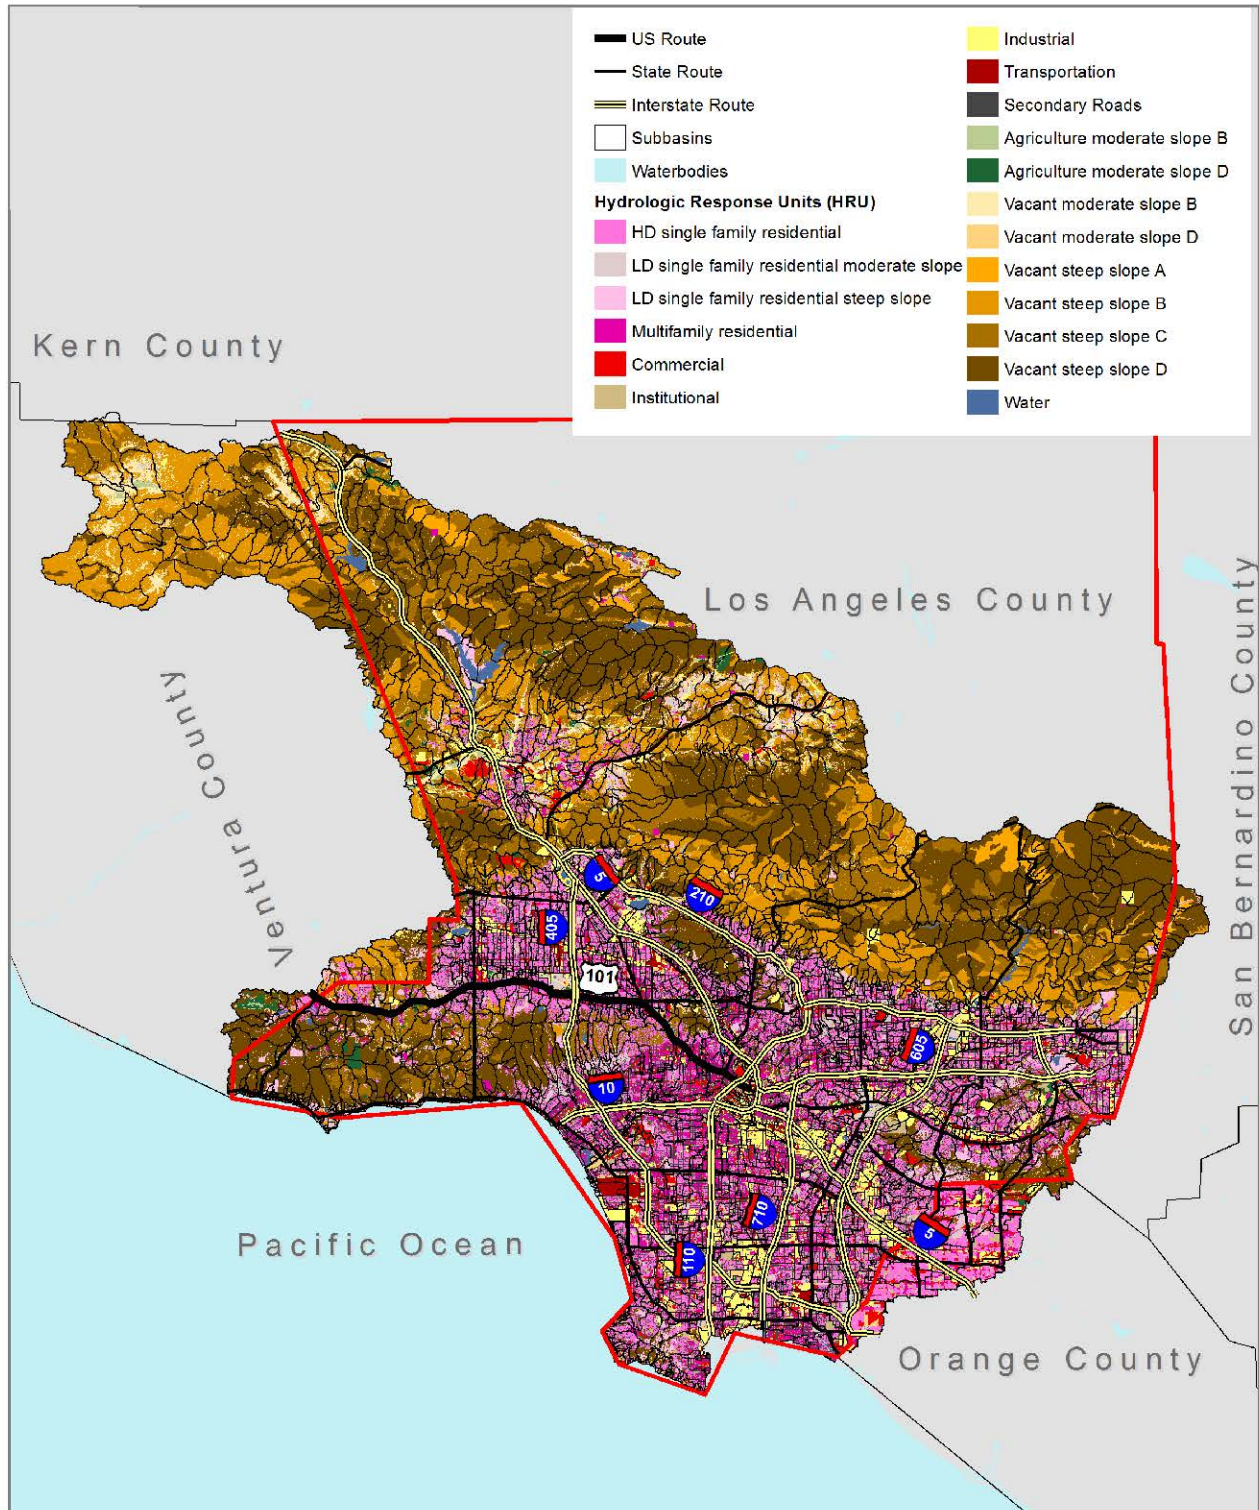 US Route
State Route
Interstate Route
Subbasins
Waterbodies
Hydrologic Response Units (HRU)
HD single family residential
LD single family residential moderate slope
LD single family residential steep slope
Multifamily residential
Commercial
Institutional
Industrial
Transportation
Secondary Roads
Agriculture moderate slope B
Agriculture moderate slope D
Vacant moderate slope B
Vacant moderate slope D
Vacant steep slope A
Vacant steep slope B
Vacant steep slope C
Vacant steep slope D
Water
Kern County
Los Angeles County
Ventura County
San Bernardino County
5
210
405
101
605
10
710
5
110
Pacific Ocean
Orange County